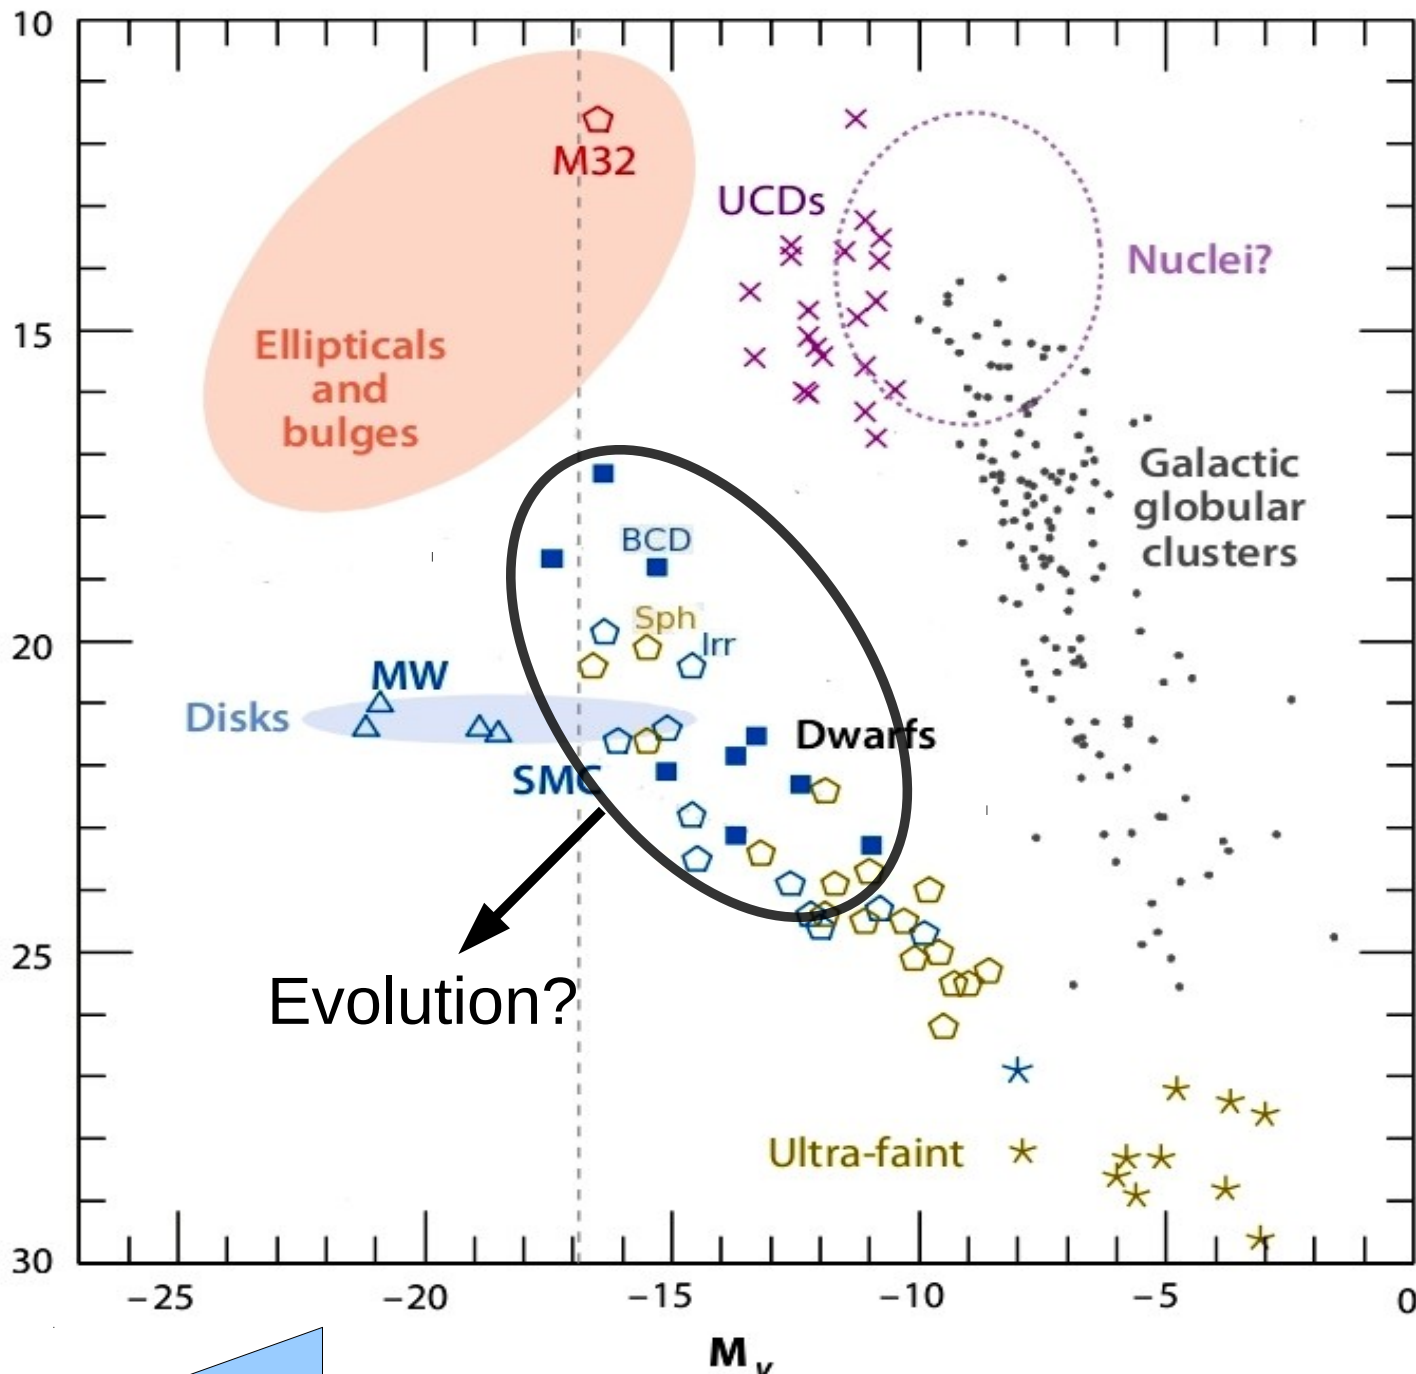 10
M32
UCDs
Nuclei?
15
Ellipticals
and
bulges
Galactic
globular
clusters
BCD
Sph
Irr
20
MW
Disks
Dwarfs
SMC
25
Evolution?
Ultra-faint
30
−25
−20
−15
−10
−5
0
M V